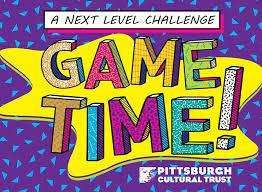 A NEXT LEVEL CHALLENGE
GAME
TIME!
PITTSBURGH
CULTURAL TRUST